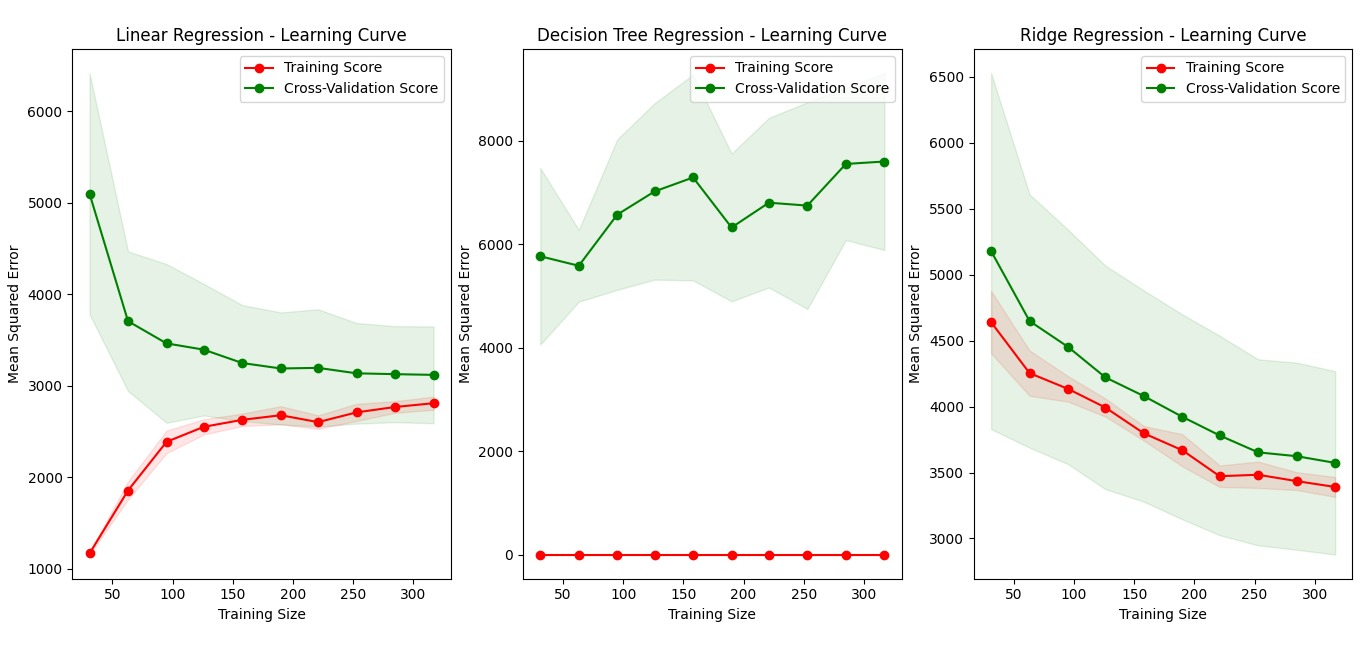 Linear Regression - Learning Curve
Training Score
Cross-Validation Score
6000
5000
4000
3000
2000
1000
Mean Squared Error
50 100 150 200 250 300
Training Size
Decision Tree Regression - Learning Curve
Training Score
Cross-Validation Score
8000
6000
4000
2000
0
Mean Squared Error
50 100 150 200 250 300
Training Size
Ridge Regression - Learning Curve
Training Score
Cross-Validation Score
6500
6000
5500
5000
4500
4000
3500
3000
Mean Squared Error
50 100 150 200 250 300
Training Size